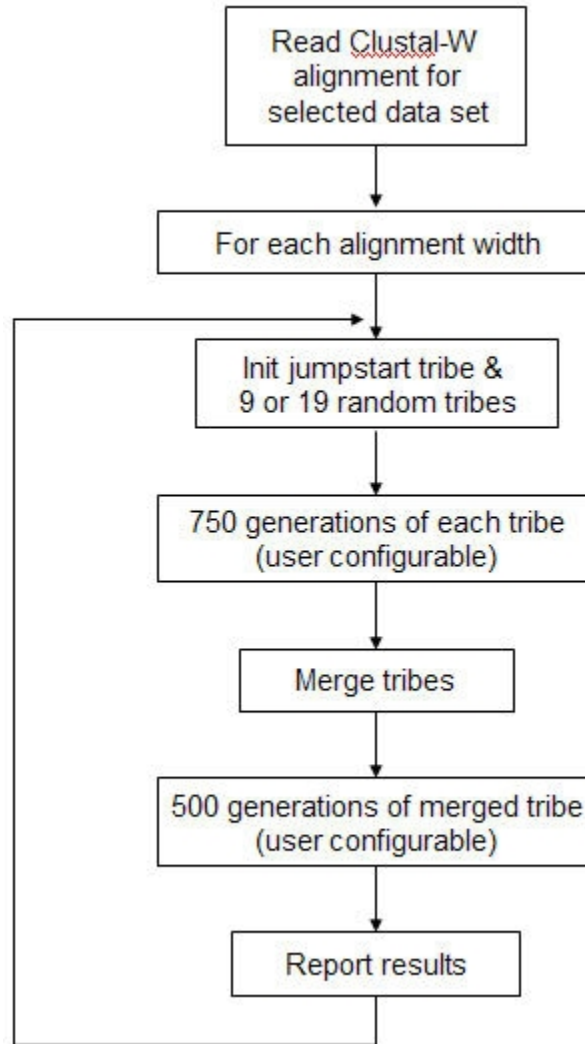 Read Clustal-W
alignment for
selected data set
For each alignment width
Init jumpstart tribe &
9 or 19 random tribes
750 generations of each tribe
(user configurable)
Merge tribes
500 generations of merged tribe
(user configurable)
Report results